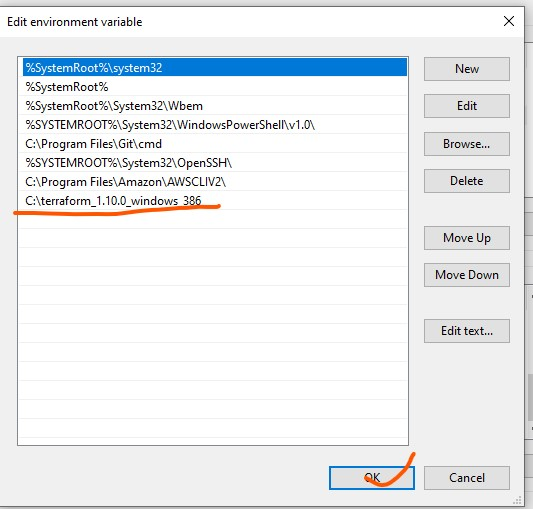 Edit environment variable
%SystemRoot%\system32
%SystemRoot%
%SystemRoot%\System32\Wbem
%SYSTEMROOT%\System32\WindowsPowerShell\v1.0\
C:\Program Files\Git\cmd
%SYSTEMROOT%\System32\OpenSSH\
C:\Program Files\Amazon\AWSCLIV2\
C:\terraform_1.10.0_windows_386
New
Edit
Browse...
Delete
Move Up
Move Down
Edit text...
OK
Cancel